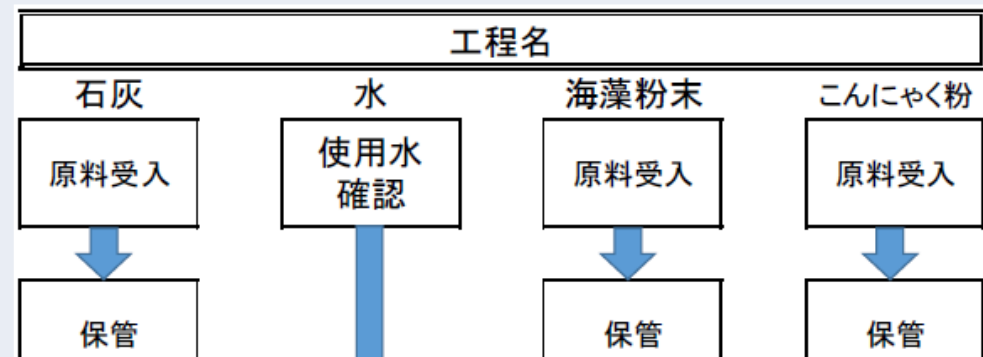 工程名
石灰
水
海藻粉末
こんにゃく粉
原料受入
使用水
確認
原料受入
原料受入
保管
保管
保管